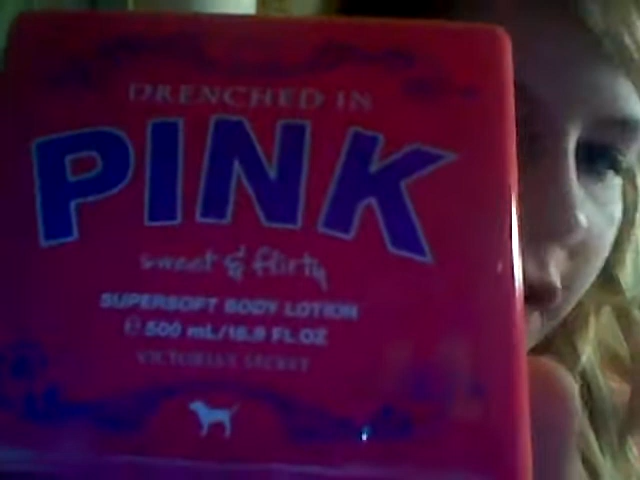 DRENCHED IN
PINK
sweet & flirty
SUPERSOFT BODY LOTION
℮ 500 mL/16.9 FL OZ
VICTORIA'S SECRET